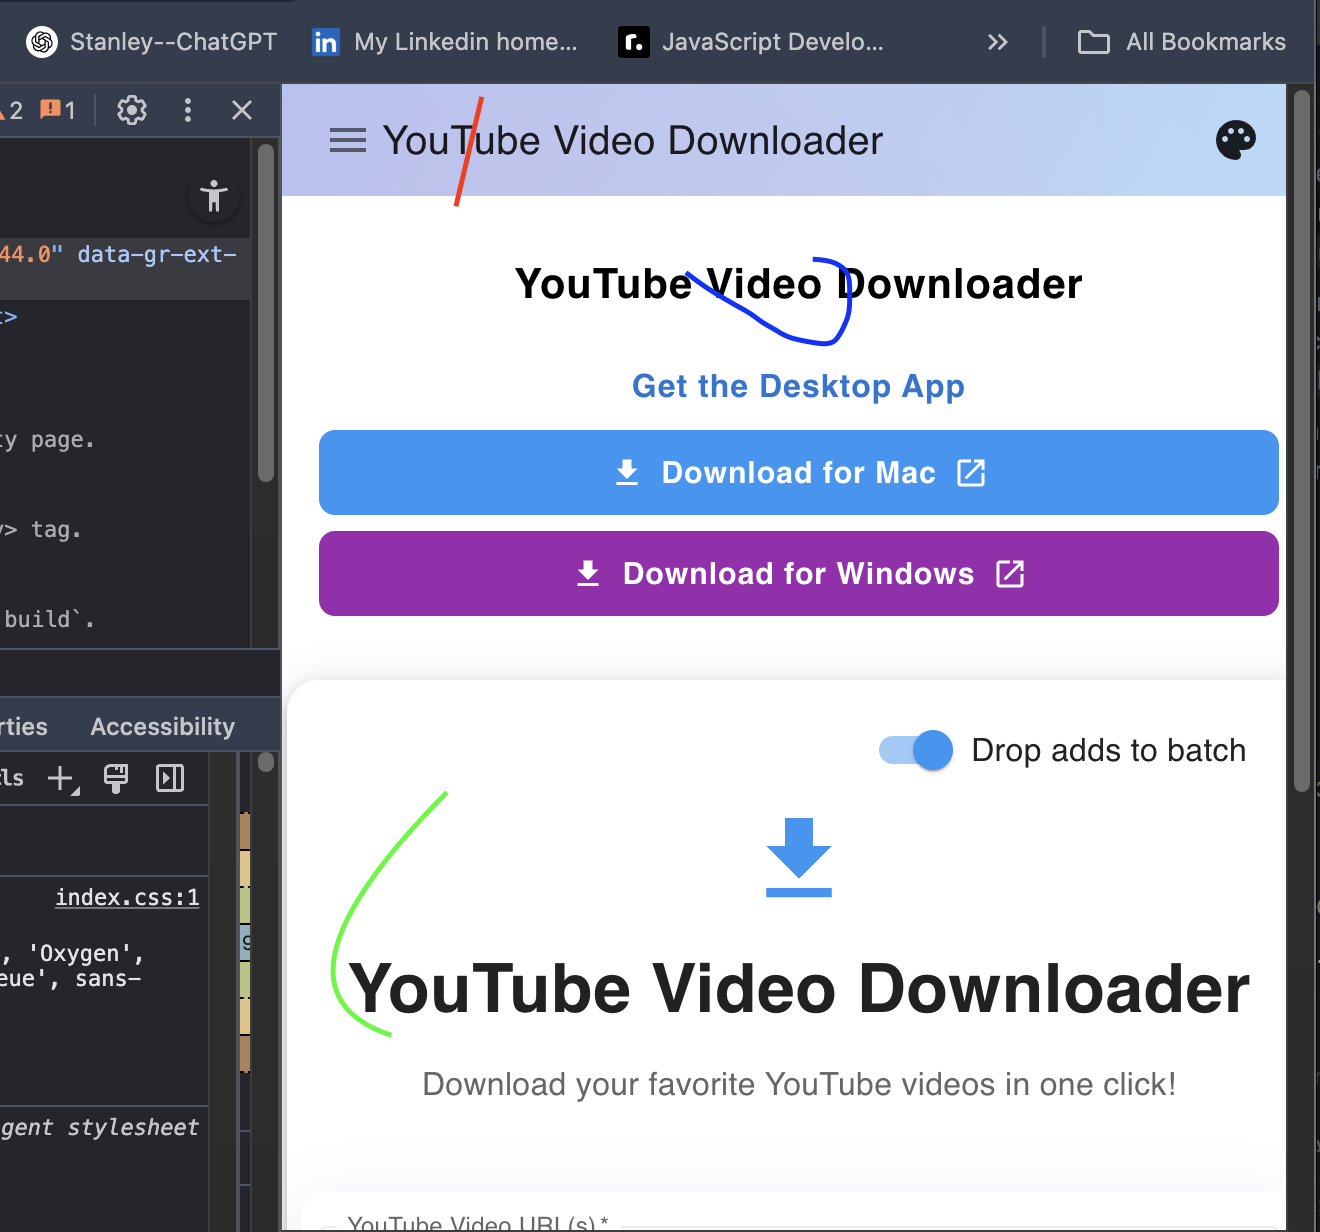 Stanley--ChatGPT
My Linkedin home...
JavaScript Develo...
All Bookmarks
2
1
YouTube Video Downloader
44.0" data-gr-ext-
YouTube Video Downloader
>
Get the Desktop App
y page.
Download for Mac
> tag.
Download for Windows
build`.
rties
Accessibility
Drop adds to batch
ls
index.css:1
, 'Oxygen',
eue', sans-
YouTube Video Downloader
Download your favorite YouTube videos in one click!
gent stylesheet
YouTube Video URL(s) *